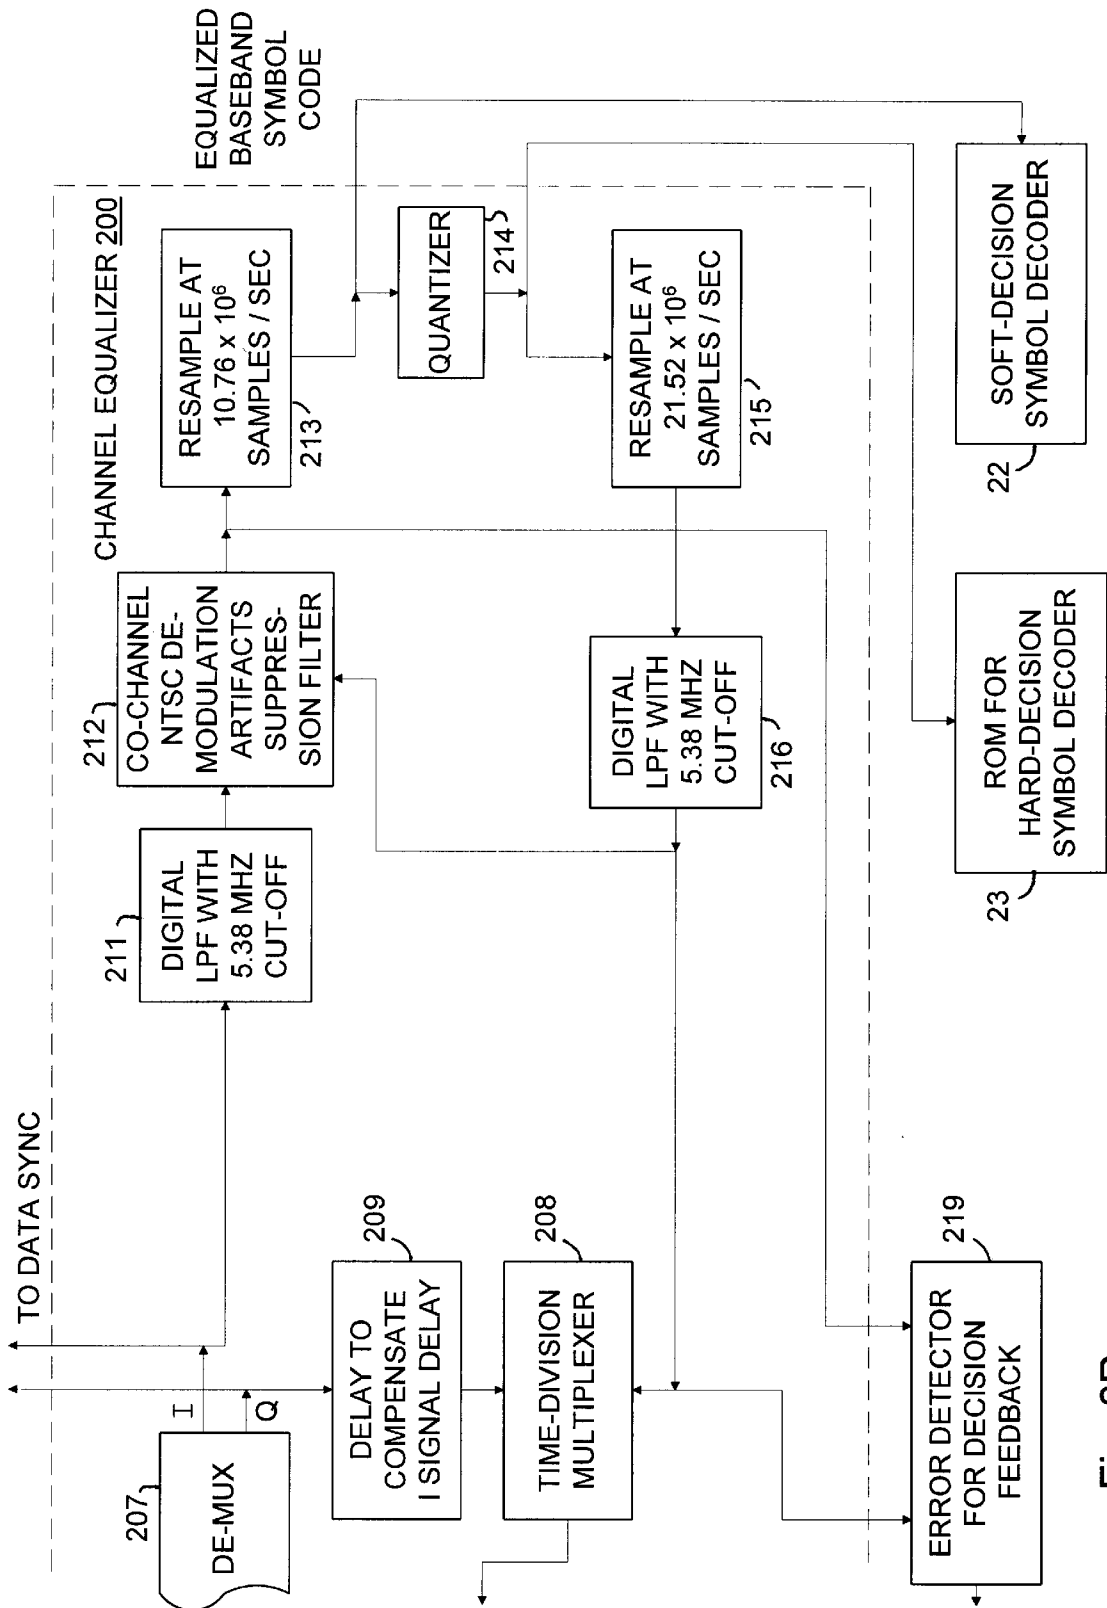 TO DATA SYNC
207
DE-MUX
I
Q
211
DIGITAL
LPF WITH
5.38 MHZ
CUT-OFF
212
CO-CHANNEL
NTSC DE-
MODULATION
ARTIFACTS
SUPPRES-
SION FILTER
CHANNEL EQUALIZER 200
RESAMPLE AT
10.76 x 10⁶
SAMPLES / SEC
213
EQUALIZED
BASEBAND
SYMBOL
CODE
DELAY TO
COMPENSATE
I SIGNAL DELAY
209
QUANTIZER
214
TIME-DIVISION
MULTIPLEXER
208
DIGITAL
LPF WITH
5.38 MHZ
CUT-OFF
216
RESAMPLE AT
21.52 x 10⁶
SAMPLES / SEC
215
ERROR DETECTOR
FOR DECISION
FEEDBACK
219
23
ROM FOR
HARD-DECISION
SYMBOL DECODER
22
SOFT-DECISION
SYMBOL DECODER